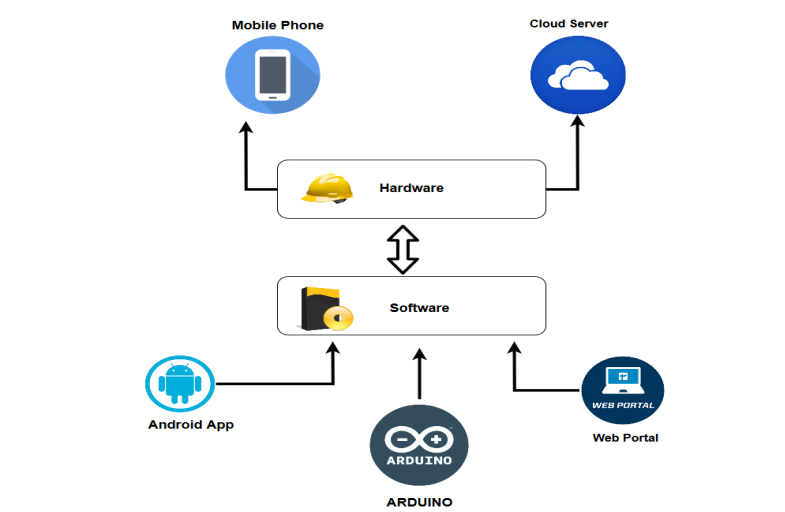 Mobile Phone
Cloud Server
Hardware
Software
Android App
WEB PORTAL
Web Portal
ARDUINO
ARDUINO